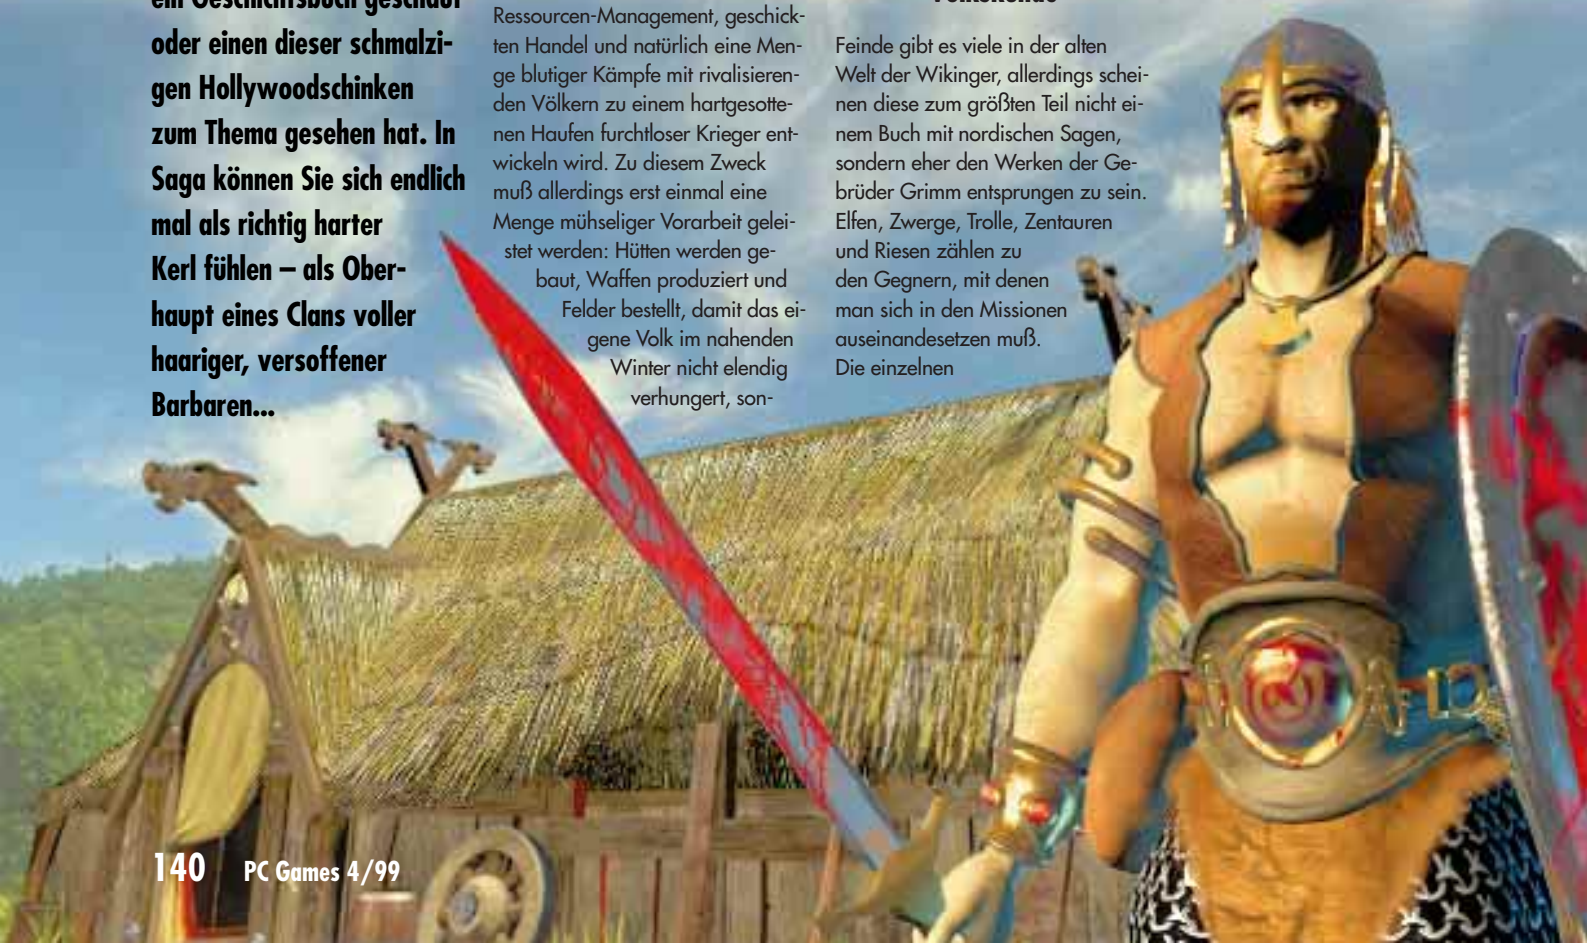 oder einen dieser schmalzi-
gen Hollywoodschinken
zum Thema gesehen hat. In
Saga können Sie sich endlich
mal als richtig harter
Kerl fühlen – als Ober-
haupt eines Clans voller
haariger, versoffener
Barbaren...
Ressourcen-Management, geschick-
ten Handel und natürlich eine Men-
ge blutiger Kämpfe mit rivalisieren-
den Völkern zu einem hartgesotte-
nen Haufen furchtloser Krieger ent-
wickeln wird. Zu diesem Zweck
muß allerdings erst einmal eine
Menge mühseliger Vorarbeit gelei-
stet werden: Hütten werden ge-
baut, Waffen produziert und
Felder bestellt, damit das ei-
gene Volk im nahenden
Winter nicht elendig
verhungert, son-
Feinde gibt es viele in der alten
Welt der Wikinger, allerdings schei-
nen diese zum größten Teil nicht ei-
nem Buch mit nordischen Sagen,
sondern eher den Werken der Ge-
brüder Grimm entsprungen zu sein.
Elfen, Zwerge, Trolle, Zentauren
und Riesen zählen zu
den Gegnern, mit denen
man sich in den Missionen
auseinandesetzen muß.
Die einzelnen
140 PC Games 4/99